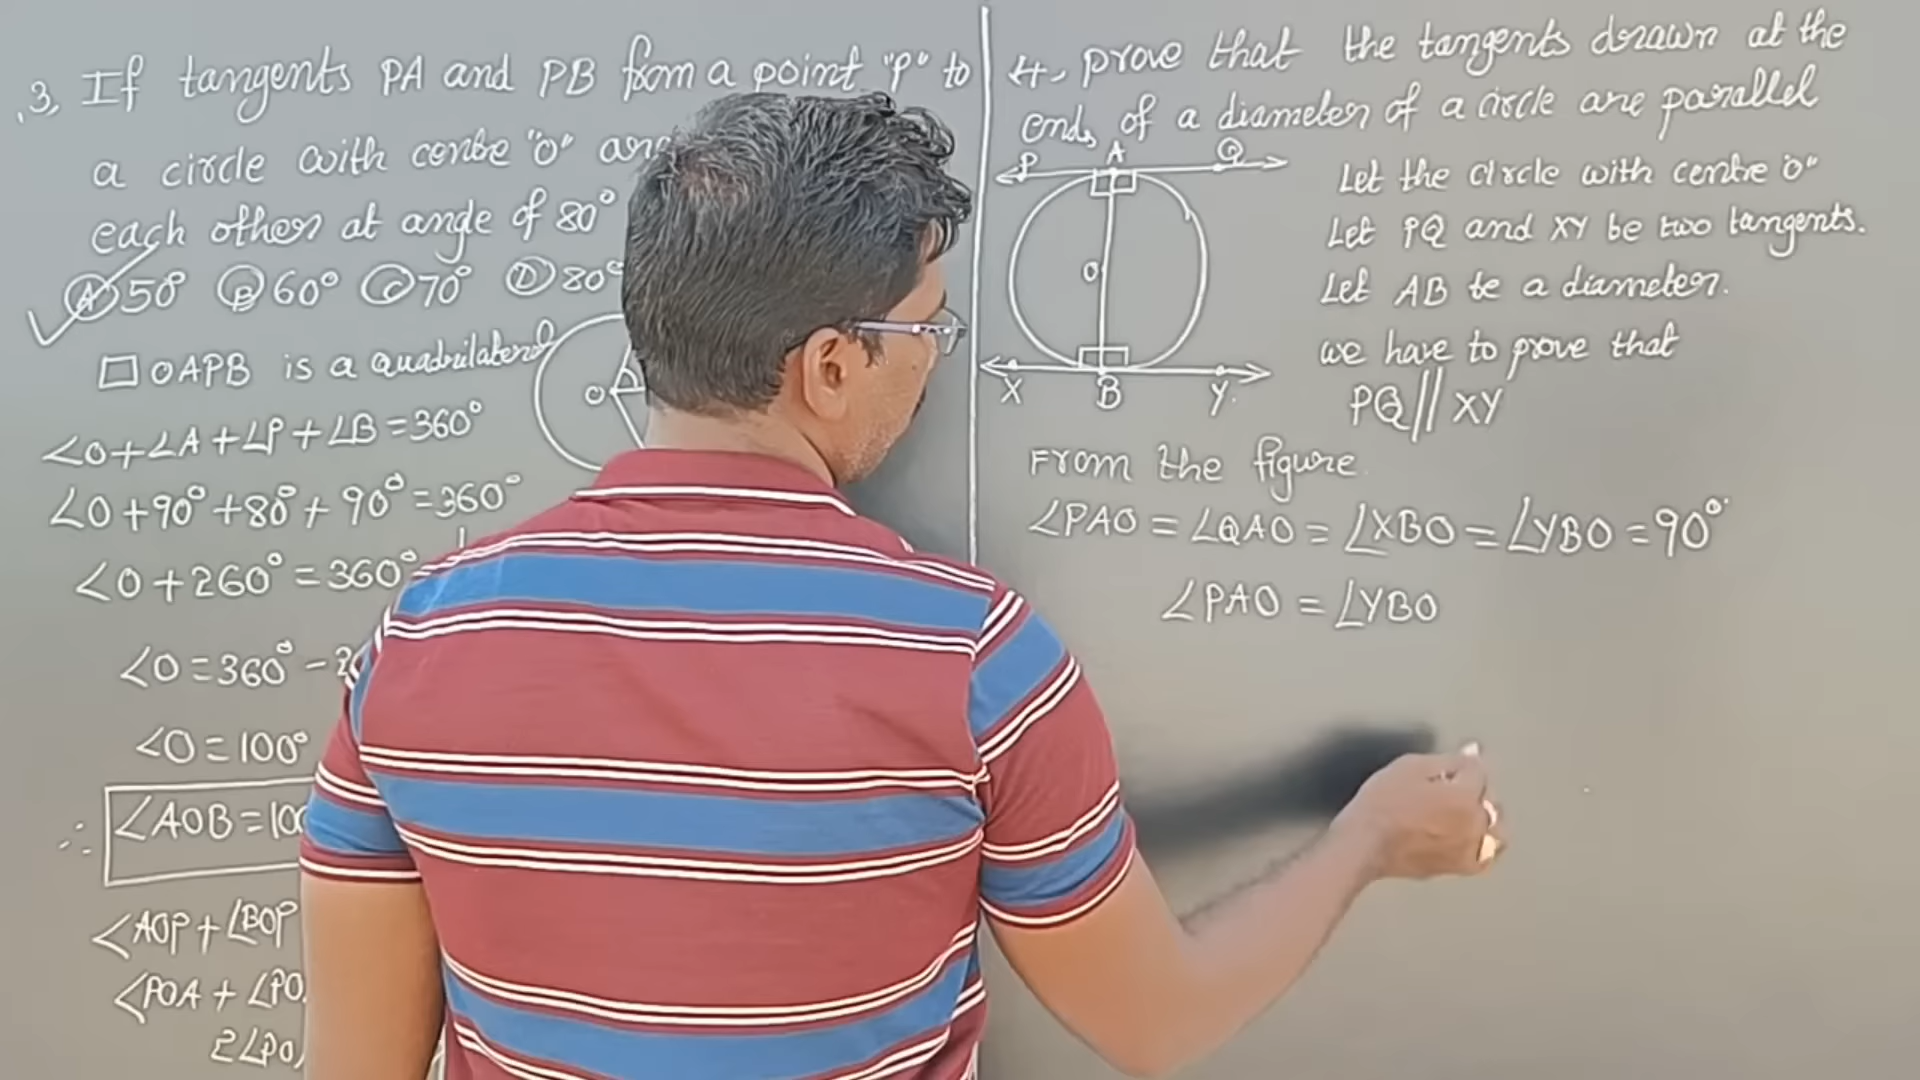 3, If tangents PA and PB from a point "P" to
a circle with centre "O" are
each other at angle of 80°
A 50° B 60° C 70° D 80°
□ OAPB is a quadrilateral
O
∠O+∠A+∠P+∠B=360°
∠O+90°+80°+90°=360°
∠O+260°=360°
∠O=360°-2
∠O=100°
∴ ∠AOB=100
∠AOP+∠BOP
∠POA+∠PO
2∠PO
4, prove that the tangents drawn at the
ends of a diameter of a circle are parallel
P A Q
O
X B Y
Let the circle with centre "O"
Let PQ and XY be two tangents.
Let AB be a diameter.
we have to prove that
PQ // XY
From the figure.
∠PAO = ∠QAO = ∠XBO = ∠YBO = 90°
∠PAO = ∠YBO